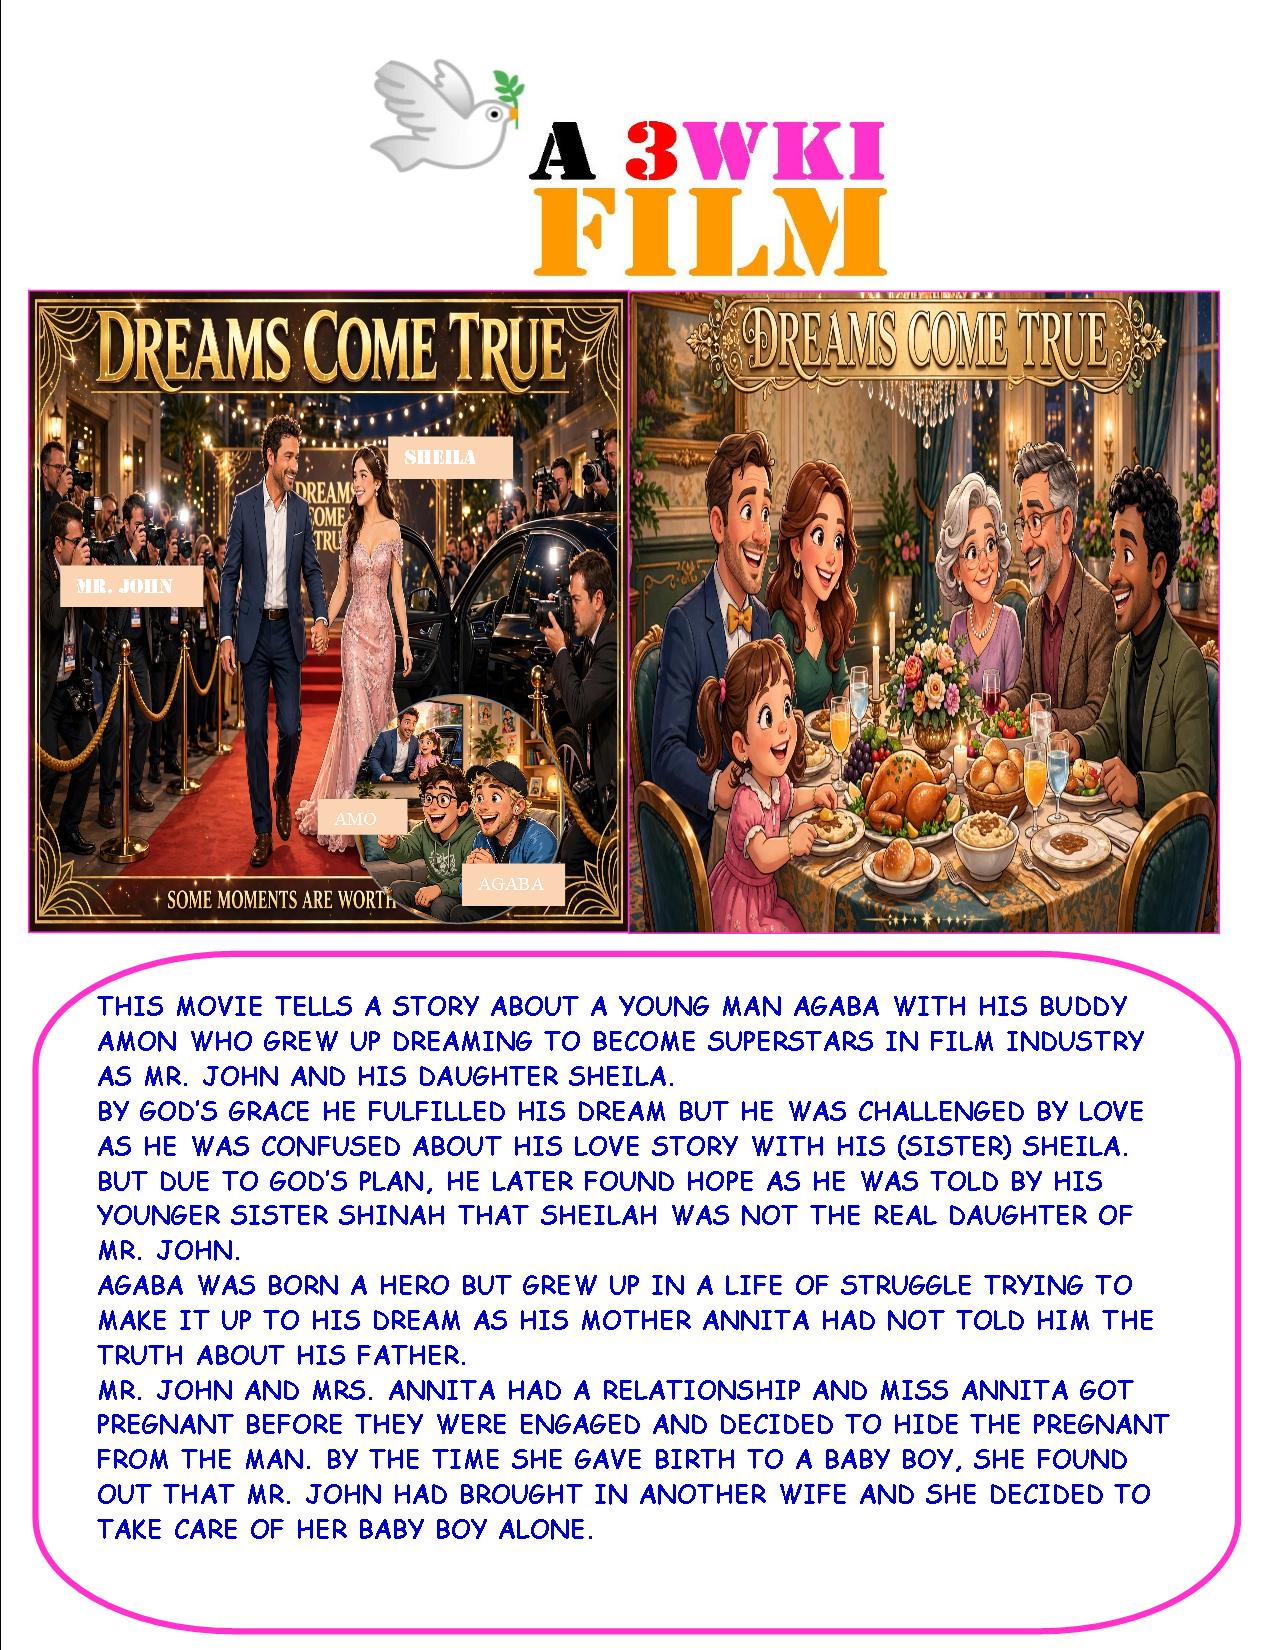 A 3WKI
FILM
DREAMS COME TRUE
DREAMS COME TRUE
SHEILA
DREAMS
COME
TRU
MR. JOHN
AMO
AGABA
SOME MOMENTS ARE WORTH
THIS MOVIE TELLS A STORY ABOUT A YOUNG MAN AGABA WITH HIS BUDDY
AMON WHO GREW UP DREAMING TO BECOME SUPERSTARS IN FILM INDUSTRY
AS MR. JOHN AND HIS DAUGHTER SHEILA.
BY GOD'S GRACE HE FULFILLED HIS DREAM BUT HE WAS CHALLENGED BY LOVE
AS HE WAS CONFUSED ABOUT HIS LOVE STORY WITH HIS (SISTER) SHEILA.
BUT DUE TO GOD'S PLAN, HE LATER FOUND HOPE AS HE WAS TOLD BY HIS
YOUNGER SISTER SHINAH THAT SHEILAH WAS NOT THE REAL DAUGHTER OF
MR. JOHN.
AGABA WAS BORN A HERO BUT GREW UP IN A LIFE OF STRUGGLE TRYING TO
MAKE IT UP TO HIS DREAM AS HIS MOTHER ANNITA HAD NOT TOLD HIM THE
TRUTH ABOUT HIS FATHER.
MR. JOHN AND MRS. ANNITA HAD A RELATIONSHIP AND MISS ANNITA GOT
PREGNANT BEFORE THEY WERE ENGAGED AND DECIDED TO HIDE THE PREGNANT
FROM THE MAN. BY THE TIME SHE GAVE BIRTH TO A BABY BOY, SHE FOUND
OUT THAT MR. JOHN HAD BROUGHT IN ANOTHER WIFE AND SHE DECIDED TO
TAKE CARE OF HER BABY BOY ALONE.